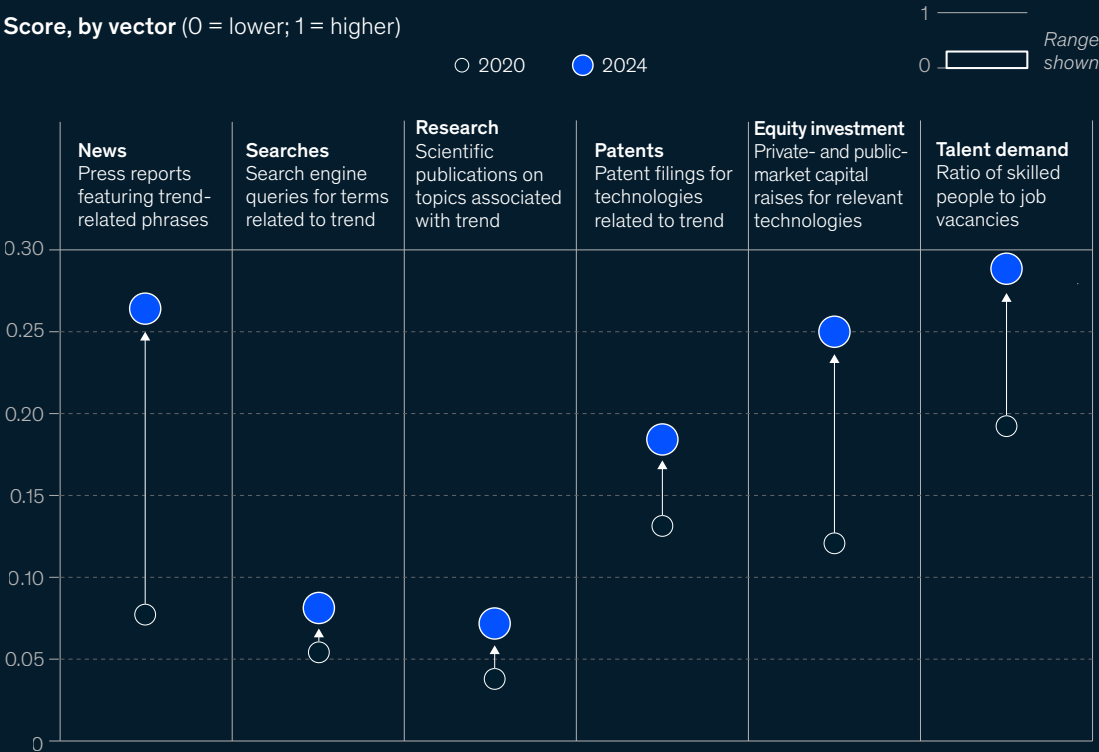 Score, by vector (0 = lower; 1 = higher)
1
0
Range
shown
2020
2024
News
Press reports
featuring trend-
related phrases
Searches
Search engine
queries for terms
related to trend
Research
Scientific
publications on
topics associated
with trend
Patents
Patent filings for
technologies
related to trend
Equity investment
Private- and public-
market capital
raises for relevant
technologies
Talent demand
Ratio of skilled
people to job
vacancies
0.30
0.25
0.20
0.15
0.10
0.05
0